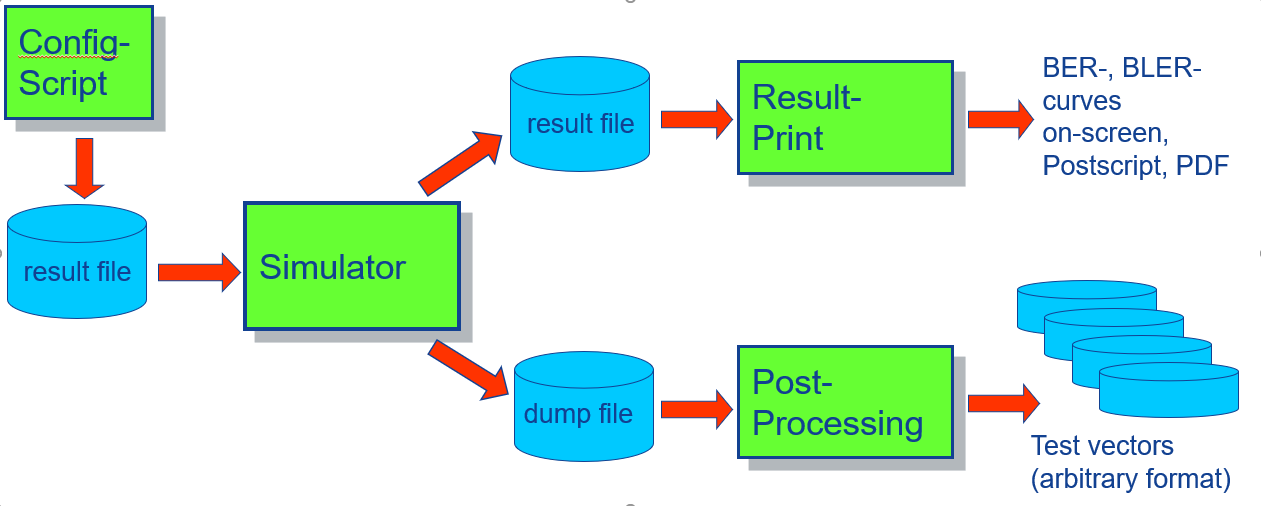 Config-
Script
result file
Simulator
result file
Result-
Print
BER-, BLER-
curves
on-screen,
Postscript, PDF
dump file
Post-
Processing
Test vectors
(arbitrary format)